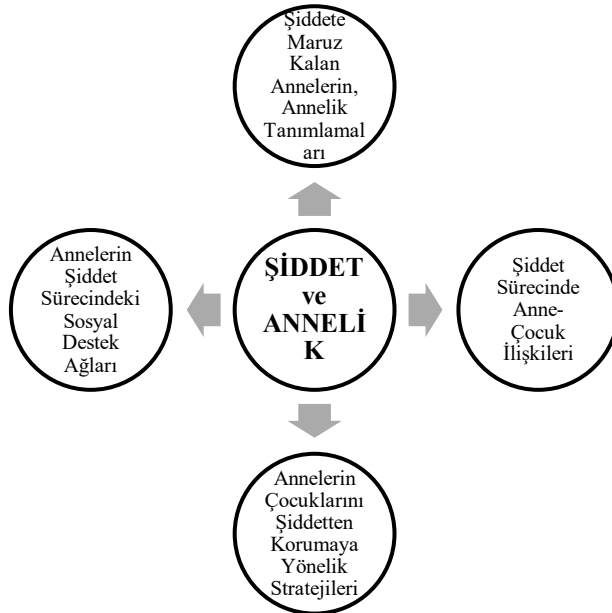 Şiddete
Maruz
Kalan
Annelerin,
Annelik
Tanımlamal
arı
Annelerin
Şiddet
Sürecindeki
Sosyal
Destek
Ağları
ŞİDDET
ve
ANNELİ
K
Şiddet
Sürecinde
Anne-
Çocuk
İlişkileri
Annelerin
Çocuklarını
Şiddetten
Korumaya
Yönelik
Stratejileri